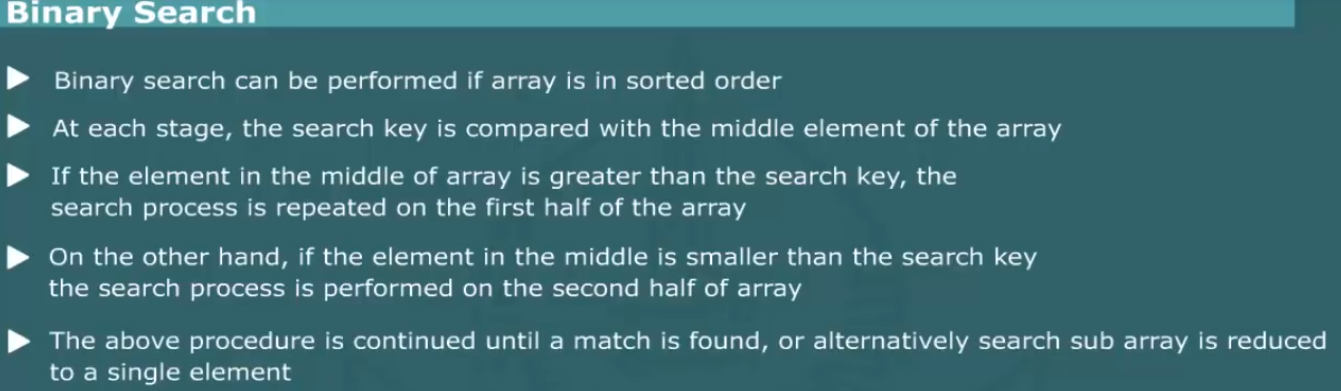 Binary Search
Binary search can be performed if array is in sorted order
At each stage, the search key is compared with the middle element of the array
If the element in the middle of array is greater than the search key, the
search process is repeated on the first half of the array
On the other hand, if the element in the middle is smaller than the search key
the search process is performed on the second half of array
The above procedure is continued until a match is found, or alternatively search sub array is reduced
to a single element